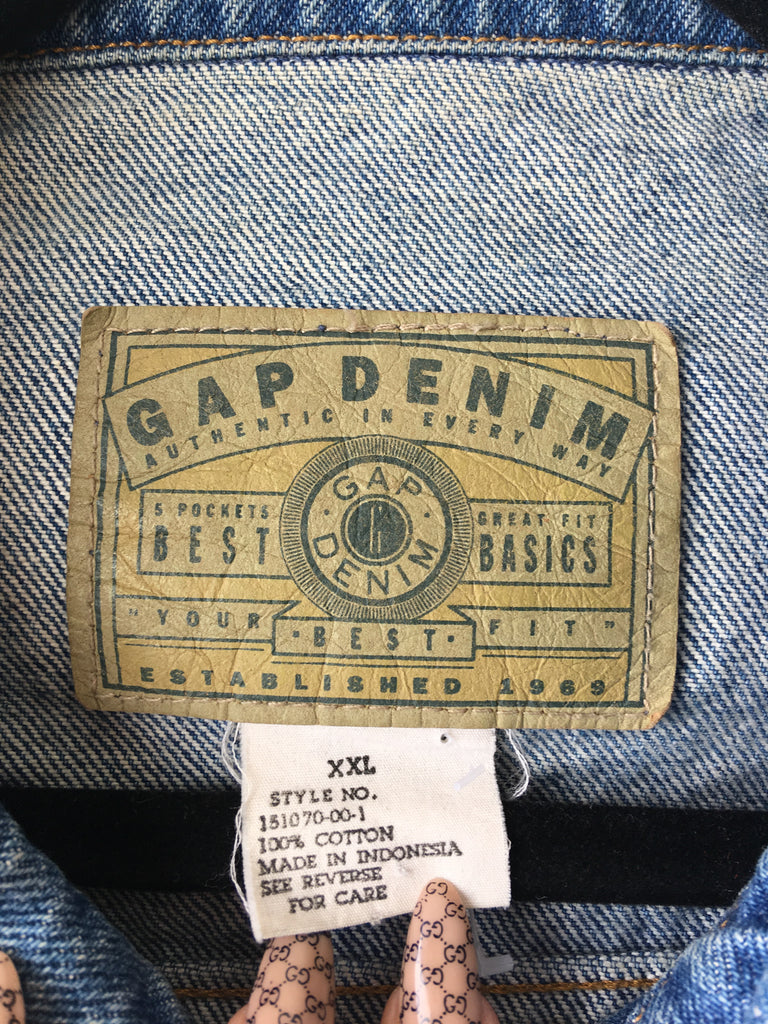 GAP DENIM
AUTHENTIC IN EVERY WAY
5 POCKETS
BEST
GAP
G
DENIM
GREAT FIT
BASICS
"YOUR
·BEST·
FIT"
ESTABLISHED 1969
XXL
STYLE NO.
151070-00-1
100% COTTON
MADE IN INDONESIA
SEE REVERSE
FOR CARE